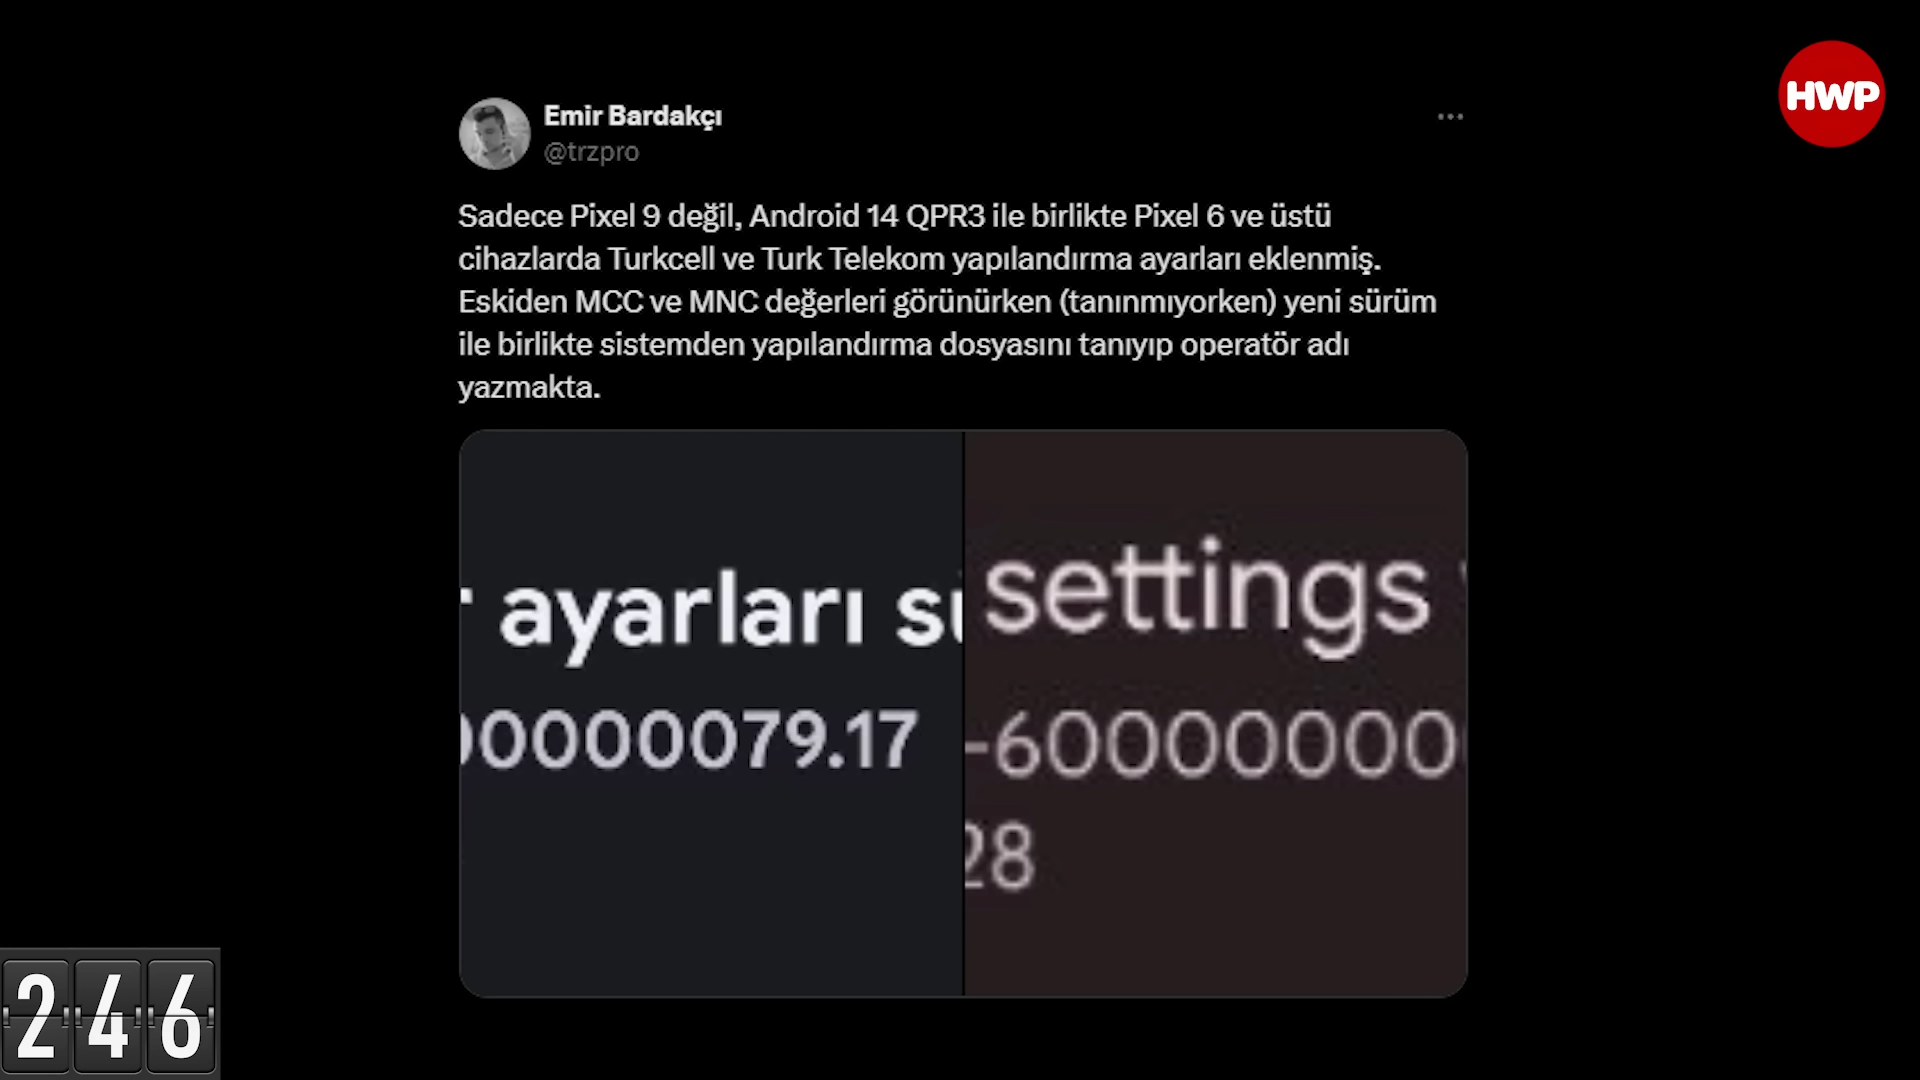 HWP
Emir Bardakçı
@trzpro
Sadece Pixel 9 değil, Android 14 QPR3 ile birlikte Pixel 6 ve üstü
cihazlarda Turkcell ve Turk Telekom yapılandırma ayarları eklenmiş.
Eskiden MCC ve MNC değerleri görünürken (tanınmıyorken) yeni sürüm
ile birlikte sistemden yapılandırma dosyasını tanıyıp operatör adı
yazmakta.
ayarları
00000079.17
settings
-60000000
28
246